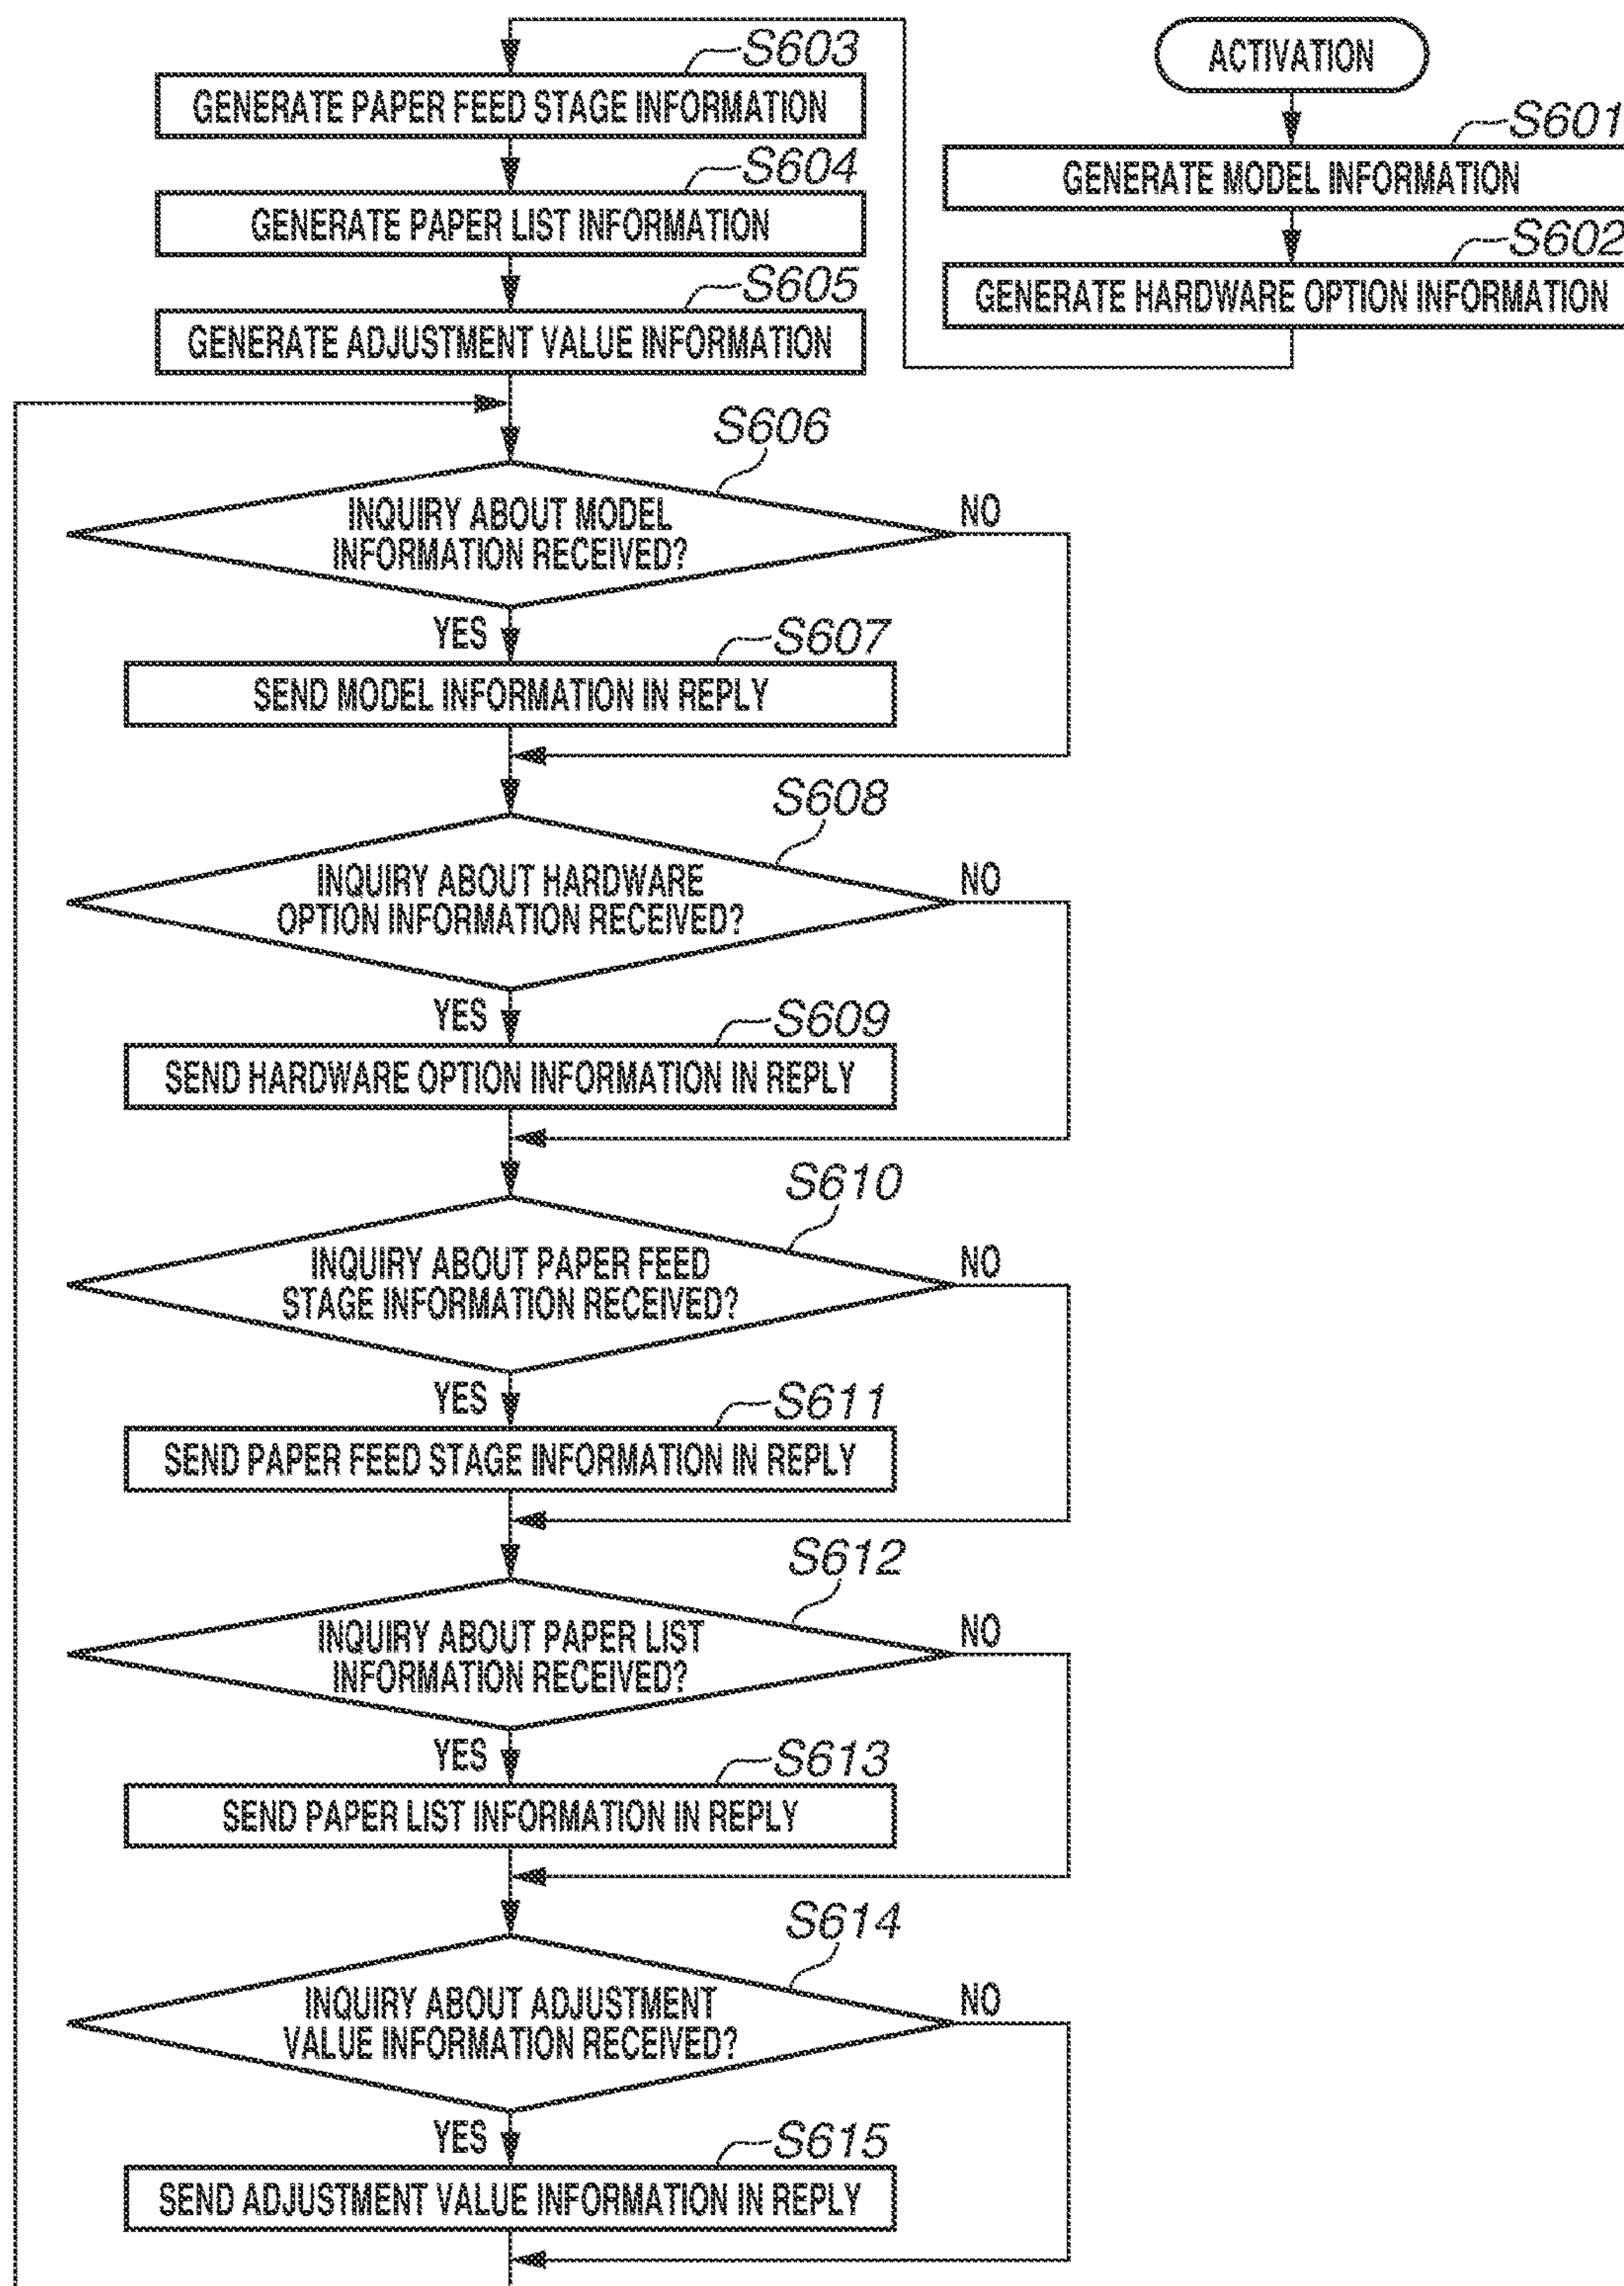 ACTIVATION
S601
GENERATE MODEL INFORMATION
S602
GENERATE HARDWARE OPTION INFORMATION
S603
GENERATE PAPER FEED STAGE INFORMATION
S604
GENERATE PAPER LIST INFORMATION
S605
GENERATE ADJUSTMENT VALUE INFORMATION
S606
INQUIRY ABOUT MODEL
INFORMATION RECEIVED?
NO
YES
S607
SEND MODEL INFORMATION IN REPLY
S608
INQUIRY ABOUT HARDWARE
OPTION INFORMATION RECEIVED?
NO
YES
S609
SEND HARDWARE OPTION INFORMATION IN REPLY
S610
INQUIRY ABOUT PAPER FEED
STAGE INFORMATION RECEIVED?
NO
YES
S611
SEND PAPER FEED STAGE INFORMATION IN REPLY
S612
INQUIRY ABOUT PAPER LIST
INFORMATION RECEIVED?
NO
YES
S613
SEND PAPER LIST INFORMATION IN REPLY
S614
INQUIRY ABOUT ADJUSTMENT
VALUE INFORMATION RECEIVED?
NO
YES
S615
SEND ADJUSTMENT VALUE INFORMATION IN REPLY